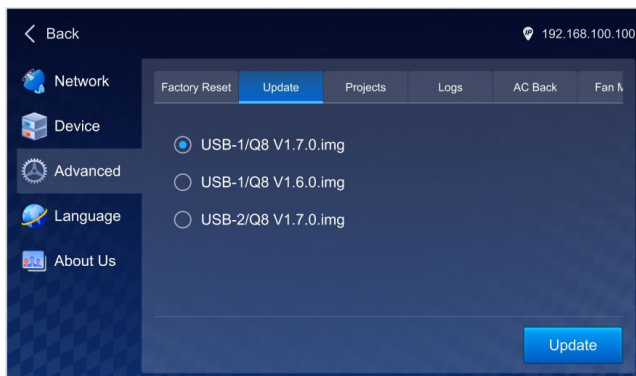 Back
192.168.100.100
Network
Device
Advanced
Language
About Us
Factory Reset
Update
Projects
Logs
AC Back
Fan
USB-1/Q8 V1.7.0.img
USB-1/Q8 V1.6.0.img
USB-2/Q8 V1.7.0.img
Update